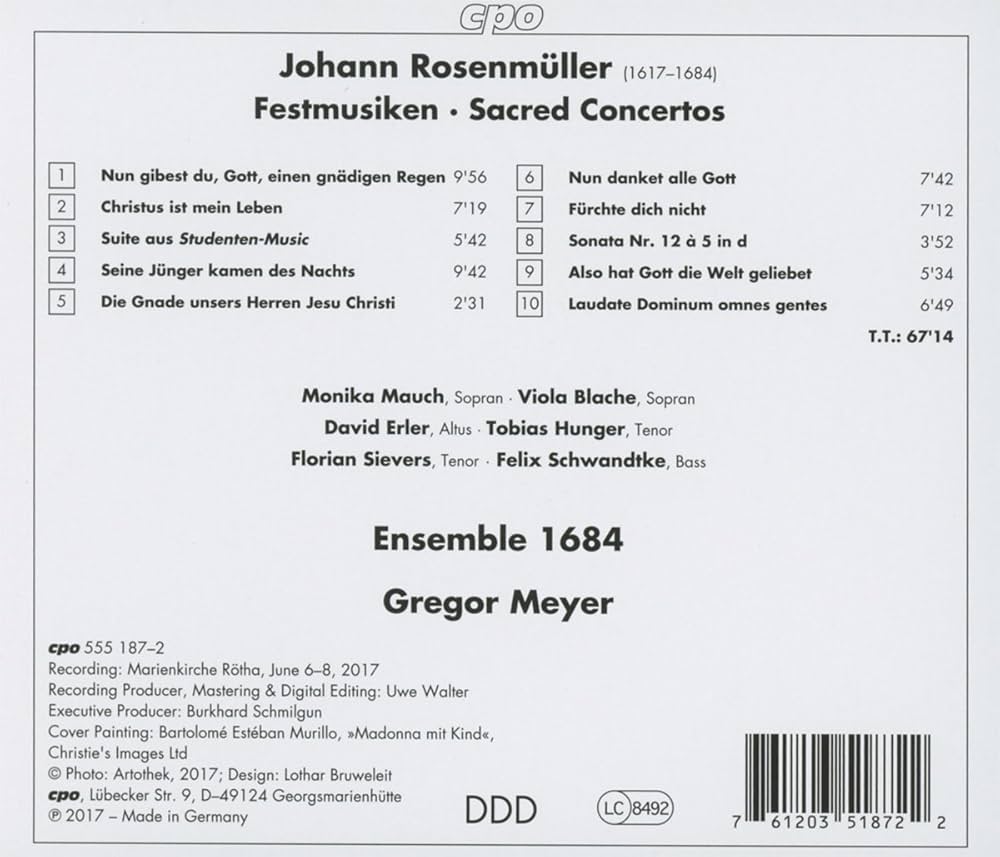 cpo
Johann Rosenmüller (1617–1684)
Festmusiken · Sacred Concertos
1 Nun gibest du, Gott, einen gnädigen Regen 9'56
2 Christus ist mein Leben 7'19
3 Suite aus Studenten-Music 5'42
4 Seine Jünger kamen des Nachts 9'42
5 Die Gnade unsers Herren Jesu Christi 2'31
6 Nun danket alle Gott 7'42
7 Fürchte dich nicht 7'12
8 Sonata Nr. 12 à 5 in d 3'52
9 Also hat Gott die Welt geliebet 5'34
10 Laudate Dominum omnes gentes 6'49
T.T.: 67'14
Monika Mauch, Sopran · Viola Blache, Sopran
David Erler, Altus · Tobias Hunger, Tenor
Florian Sievers, Tenor · Felix Schwandtke, Bass
Ensemble 1684
Gregor Meyer
cpo 555 187–2
Recording: Marienkirche Rötha, June 6–8, 2017
Recording Producer, Mastering & Digital Editing: Uwe Walter
Executive Producer: Burkhard Schmilgun
Cover Painting: Bartolomé Estéban Murillo, »Madonna mit Kind«,
Christie's Images Ltd
© Photo: Artothek, 2017; Design: Lothar Bruweleit
cpo, Lübecker Str. 9, D–49124 Georgsmarienhütte
℗ 2017 – Made in Germany
DDD
LC 8492
7 61203 51872 2